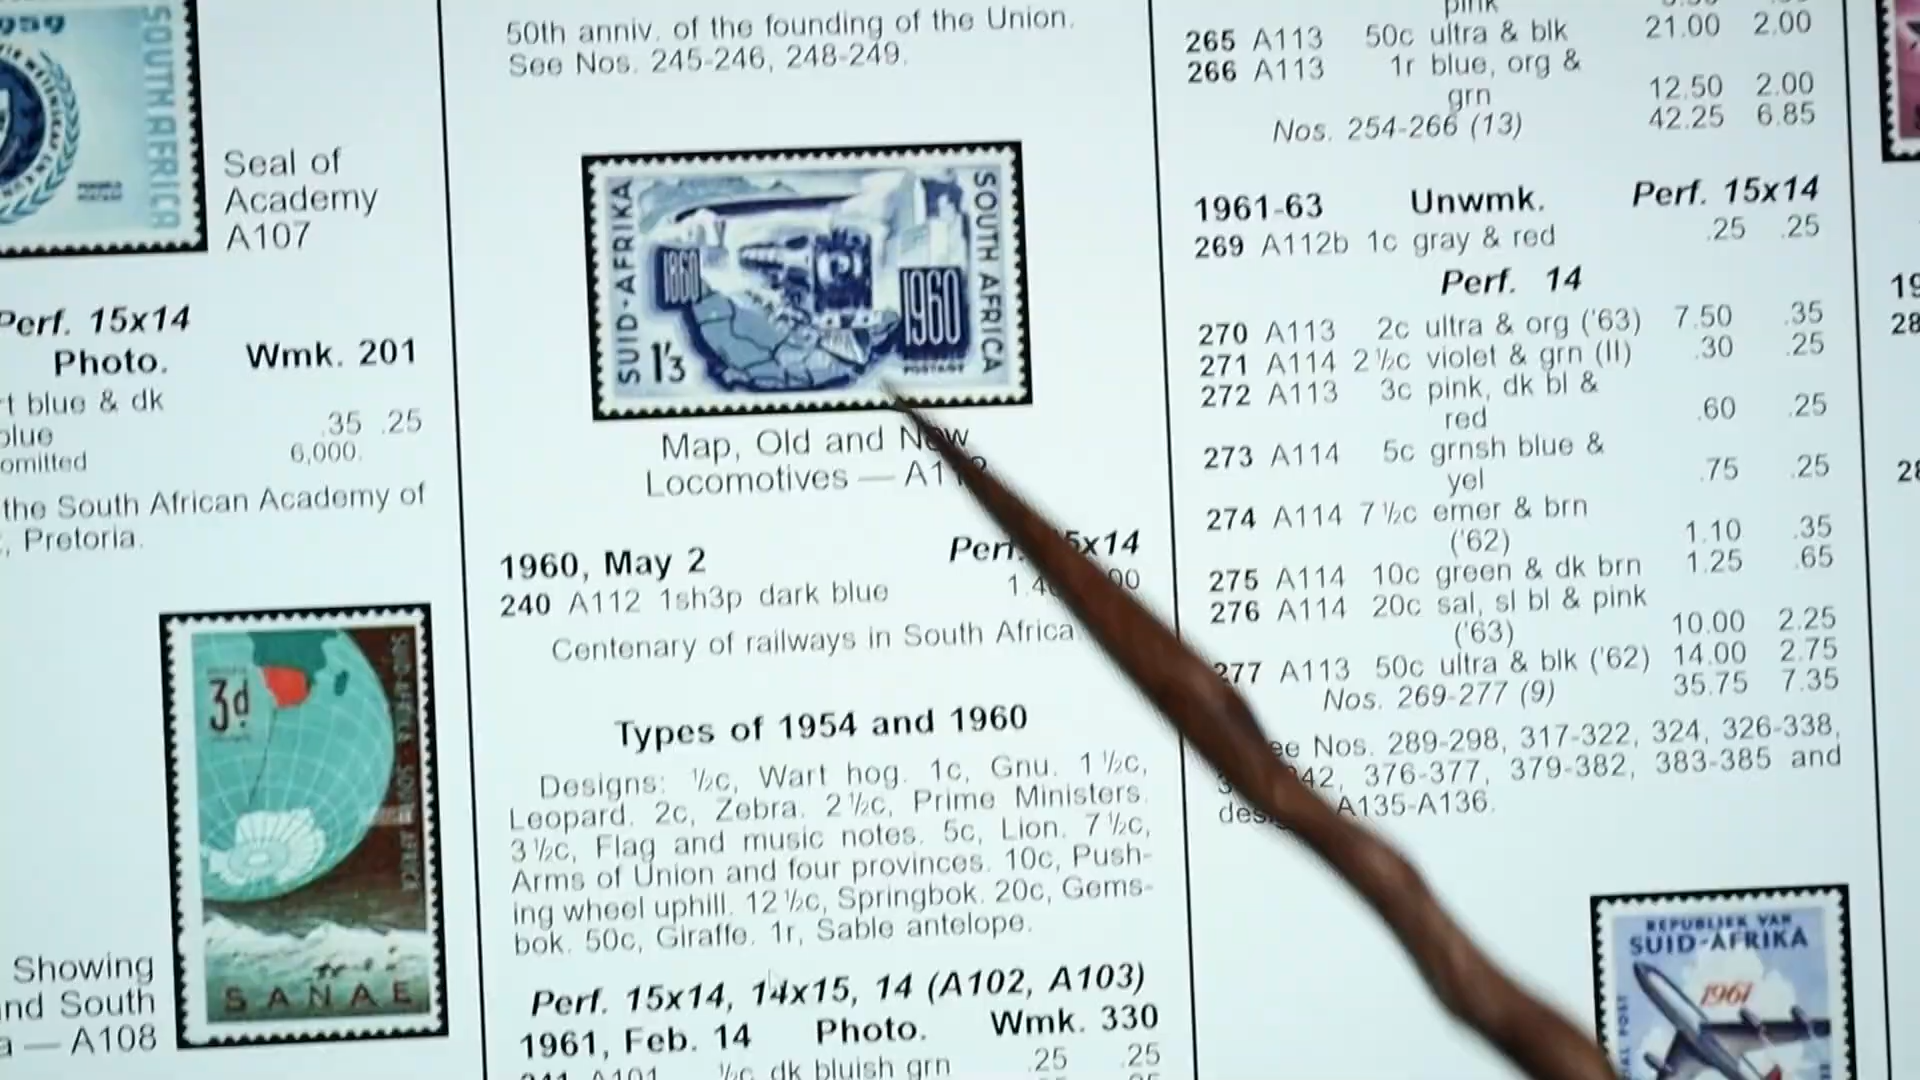 1959
SOUTH AFRICA
Seal of
Academy
A107
Perf. 15x14
Photo. Wmk. 201
blue & dk
blue
.35 .25
omitted 6,000.
the South African Academy of
, Pretoria.
3d
SANAE
Showing
and South
A108
50th anniv. of the founding of the Union.
See Nos. 245-246, 248-249.
SUID-AFRIKA
SOUTH AFRICA
1860
1960
1'3
POSTAGE
Map, Old and New
Locomotives — A112
1960, May 2 Perf. 15x14
240 A112 1sh3p dark blue
Centenary of railways in South Africa.
Types of 1954 and 1960
Designs: ½c, Wart hog. 1c, Gnu. 1½c,
Leopard. 2c, Zebra. 2½c, Prime Ministers.
3½c, Flag and music notes. 5c, Lion. 7½c,
Arms of Union and four provinces. 10c, Push-
ing wheel uphill. 12½c, Springbok. 20c, Gems-
bok. 50c, Giraffe. 1r, Sable antelope.
Perf. 15x14, 14x15, 14 (A102, A103)
1961, Feb. 14 Photo. Wmk. 330
241 A101 ½c dk bluish grn .25 .25
pink
265 A113 50c ultra & blk 21.00 2.00
266 A113 1r blue, org &
grn 12.50 2.00
Nos. 254-266 (13) 42.25 6.85
1961-63 Unwmk. Perf. 15x14
269 A112b 1c gray & red .25 .25
Perf. 14
270 A113 2c ultra & org ('63) 7.50 .35
271 A114 2½c violet & grn (II) .30 .25
272 A113 3c pink, dk bl &
red .60 .25
273 A114 5c grnsh blue &
yel .75 .25
274 A114 7½c emer & brn
('62) 1.10 .35
275 A114 10c green & dk brn 1.25 .65
276 A114 20c sal, sl bl & pink
('63) 10.00 2.25
277 A113 50c ultra & blk ('62) 14.00 2.75
Nos. 269-277 (9) 35.75 7.35
See Nos. 289-298, 317-322, 324, 326-338,
376-377, 379-382, 383-385 and
A135-A136.
REPUBLIEK VAN
SUID-AFRIKA
1961